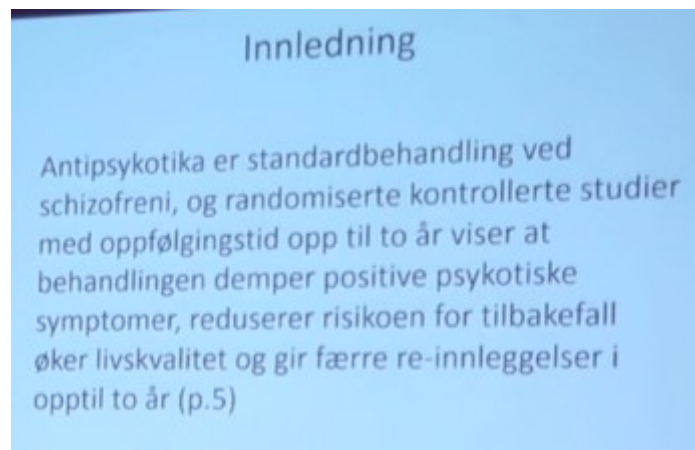 Innledning
Antipsykotika er standardbehandling ved
schizofreni, og randomiserte kontrollerte studier
med oppfølgingstid opp til to år viser at
behandlingen demper positive psykotiske
symptomer, reduserer risikoen for tilbakefall
øker livskvalitet og gir færre re-innleggelser i
opptil to år (p.5)